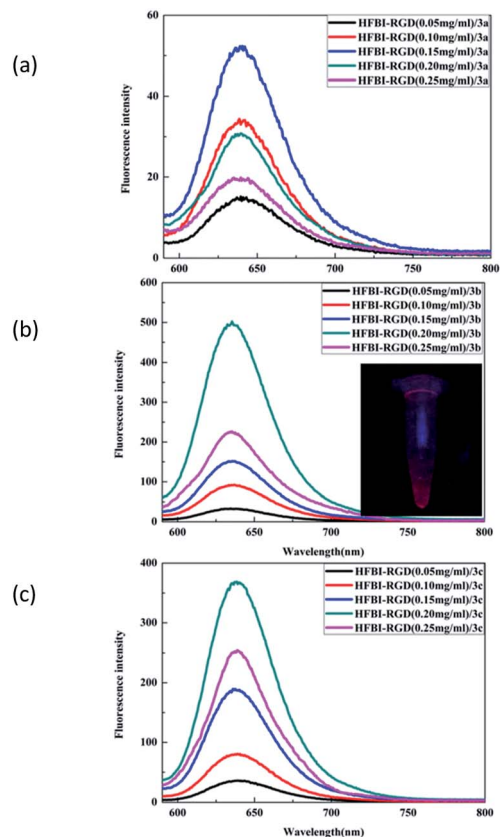 (a)
60
40
20
0
Fluorescence intensity
HFBI-RGD(0.05mg/ml)/3a
HFBI-RGD(0.10mg/ml)/3a
HFBI-RGD(0.15mg/ml)/3a
HFBI-RGD(0.20mg/ml)/3a
HFBI-RGD(0.25mg/ml)/3a
600 650 700 750 800
(b)
600
500
400
300
200
100
0
Fluorescence intensity
HFBI-RGD(0.05mg/ml)/3b
HFBI-RGD(0.10mg/ml)/3b
HFBI-RGD(0.15mg/ml)/3b
HFBI-RGD(0.20mg/ml)/3b
HFBI-RGD(0.25mg/ml)/3b
600 650 700 750 800
Wavelength(nm)
(c)
400
300
200
100
0
Fluorescence intensity
HFBI-RGD(0.05mg/ml)/3c
HFBI-RGD(0.10mg/ml)/3c
HFBI-RGD(0.15mg/ml)/3c
HFBI-RGD(0.20mg/ml)/3c
HFBI-RGD(0.25mg/ml)/3c
600 650 700 750 800
Wavelength(nm)